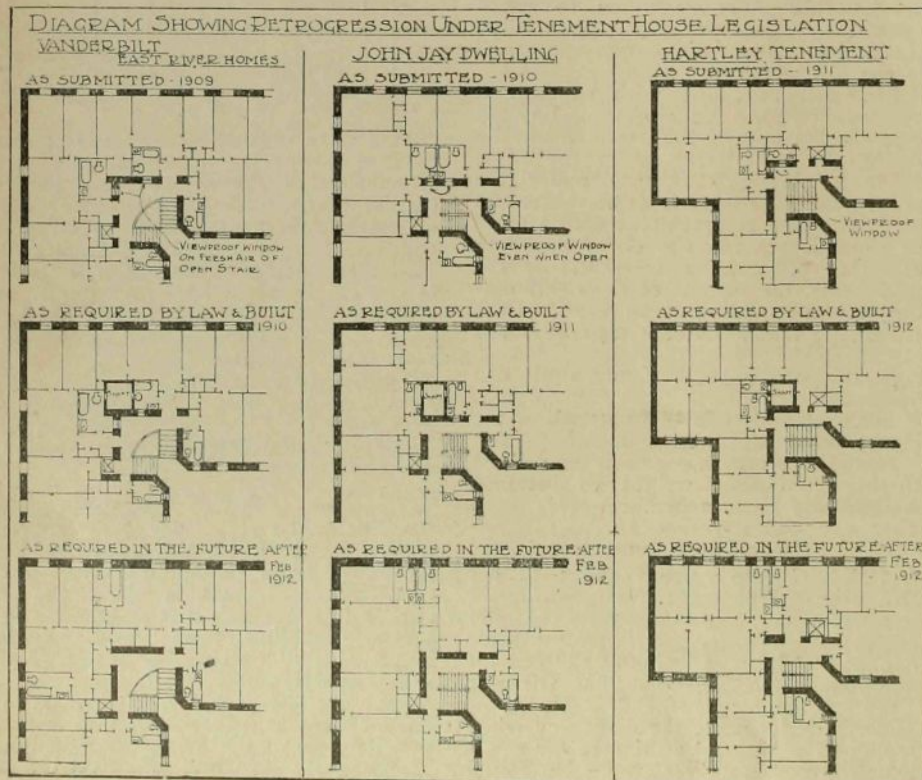 DIAGRAM SHOWING RETROGRESSION UNDER TENEMENT HOUSE LEGISLATION
VANDERBILT
EAST RIVER HOMES
AS SUBMITTED - 1909
VIEWPROOF WINDOW
ON FRESH AIR OF
OPEN STAIR
JOHN JAY DWELLING
AS SUBMITTED - 1910
VIEWPROOF WINDOW
EVEN WHEN OPEN
HARTLEY TENEMENT
AS SUBMITTED - 1911
VIEWPROOF
WINDOW
AS REQUIRED BY LAW & BUILT
1910
SHAFT
AS REQUIRED BY LAW & BUILT
1911
SHAFT
AS REQUIRED BY LAW & BUILT
1912
SHAFT
AS REQUIRED IN THE FUTURE AFTER
FEB
1912
AS REQUIRED IN THE FUTURE AFTER
FEB
1912
AS REQUIRED IN THE FUTURE AFTER
FEB
1912